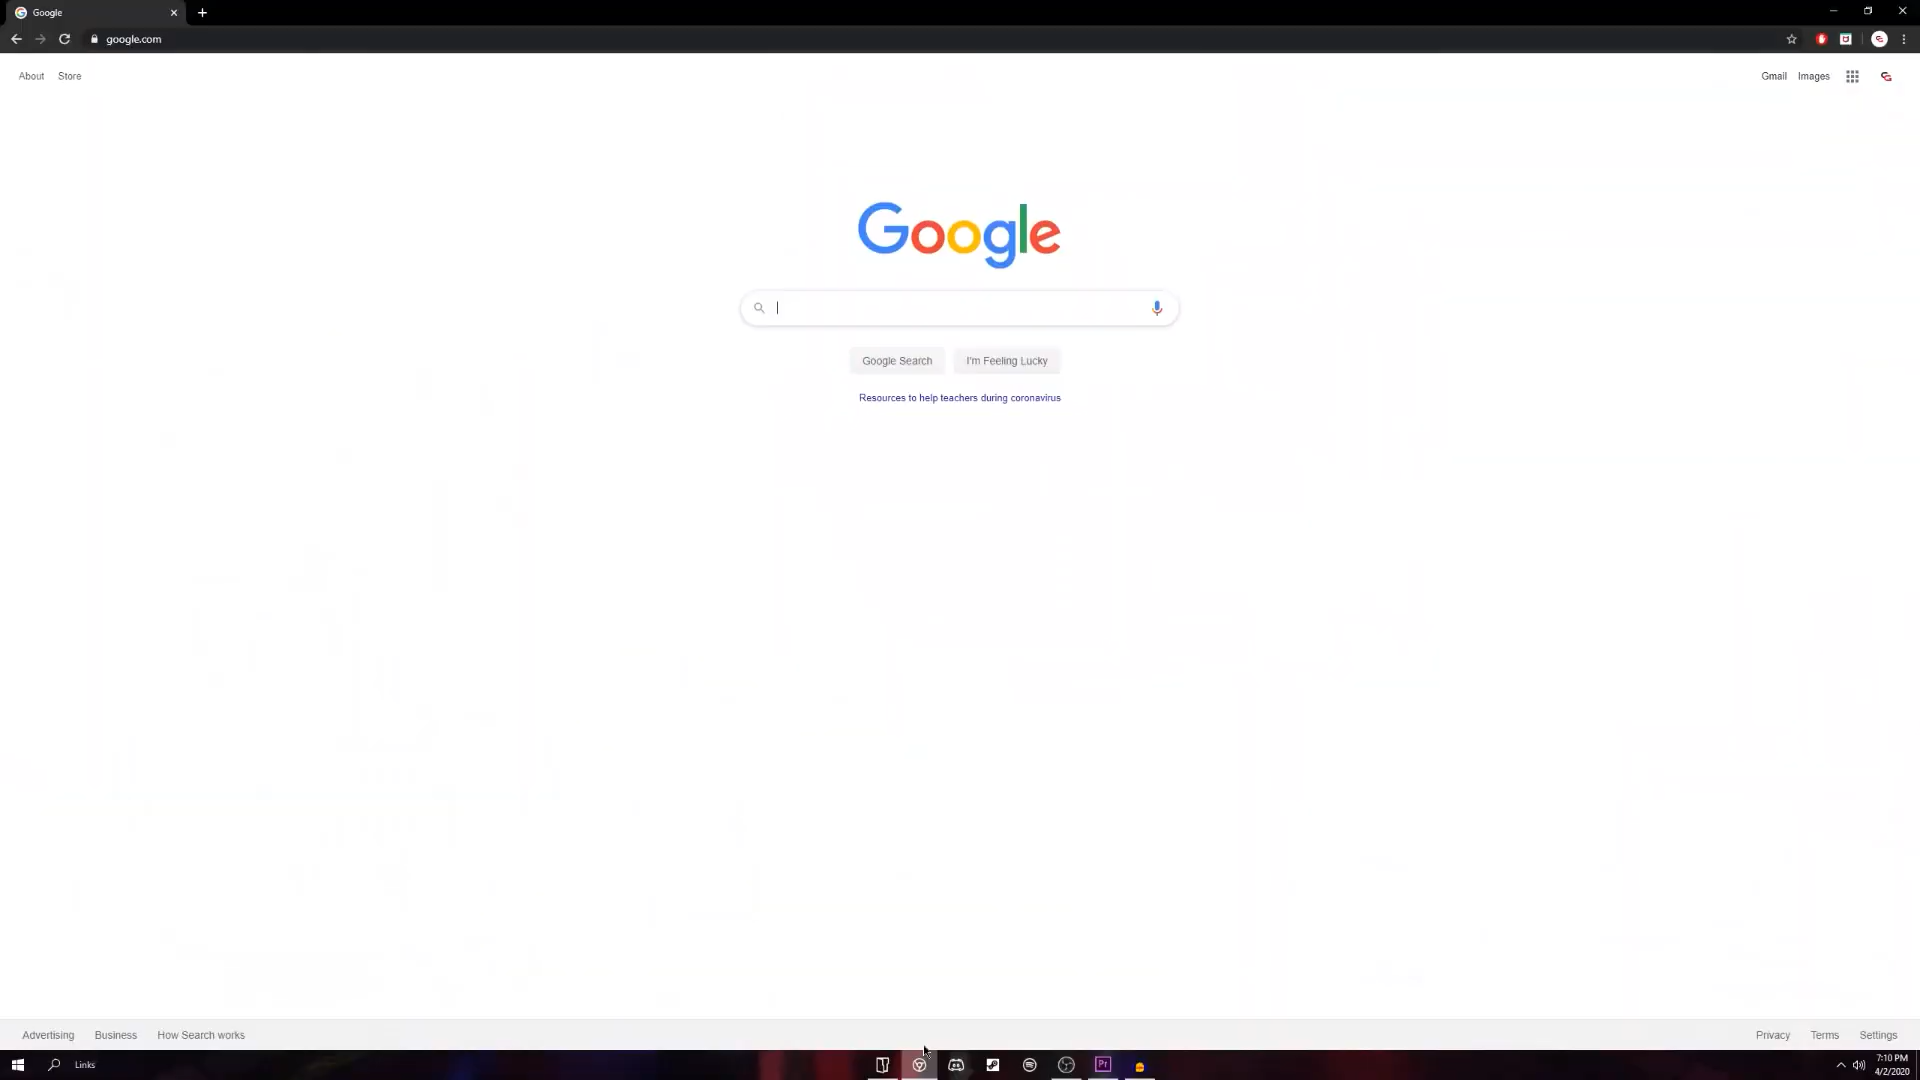 Google
google.com
About Store
Gmail Images
Google
Google Search I'm Feeling Lucky
Resources to help teachers during coronavirus
Advertising Business How Search works
Privacy Terms Settings
Links
Pr
7:10 PM
4/2/2020